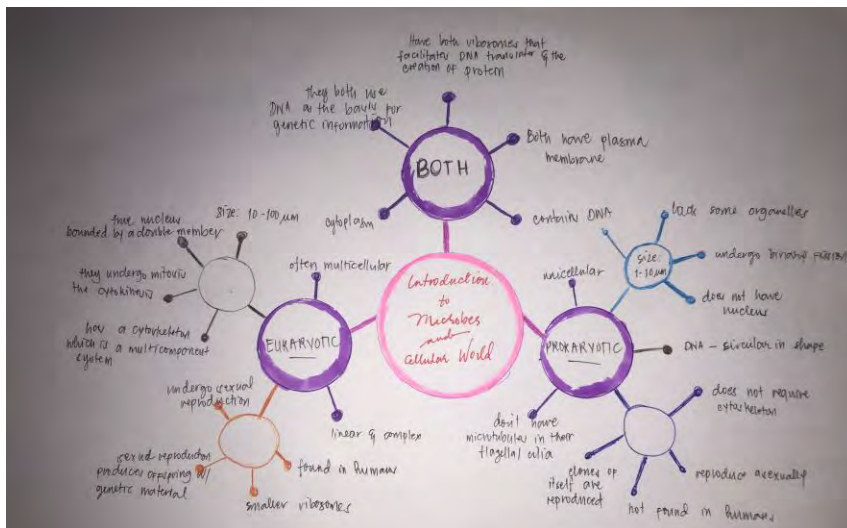 Have both ribosomes that
facilitates DNA translator & the
creation of protein
they both use
DNA as the basis for
genetic information
BOTH
Both have plasma
membrane
cytoplasm
contains DNA
Introduction
to
Microbes
and
Cellular World
EUKARYOTIC
often multicellular
size: 10-100 µm
true nucleus
bounded by a double member
they undergo mitosis
the cytokinesis
has a cytoskeleton
which is a multicomponent
system
undergo sexual
reproduction
sexual reproduction
produces offspring w/
genetic material
smaller ribosomes
found in humans
linear & complex
PROKARYOTIC
unicellular
size:
1-10µm
lack some organelles
undergo binary fission
does not have
nucleus
DNA - circular in shape
does not require
cytoskeleton
reproduce asexually
not found in humans
clones of
itself are
reproduced
don't have
microtubules in their
flagella/cilia